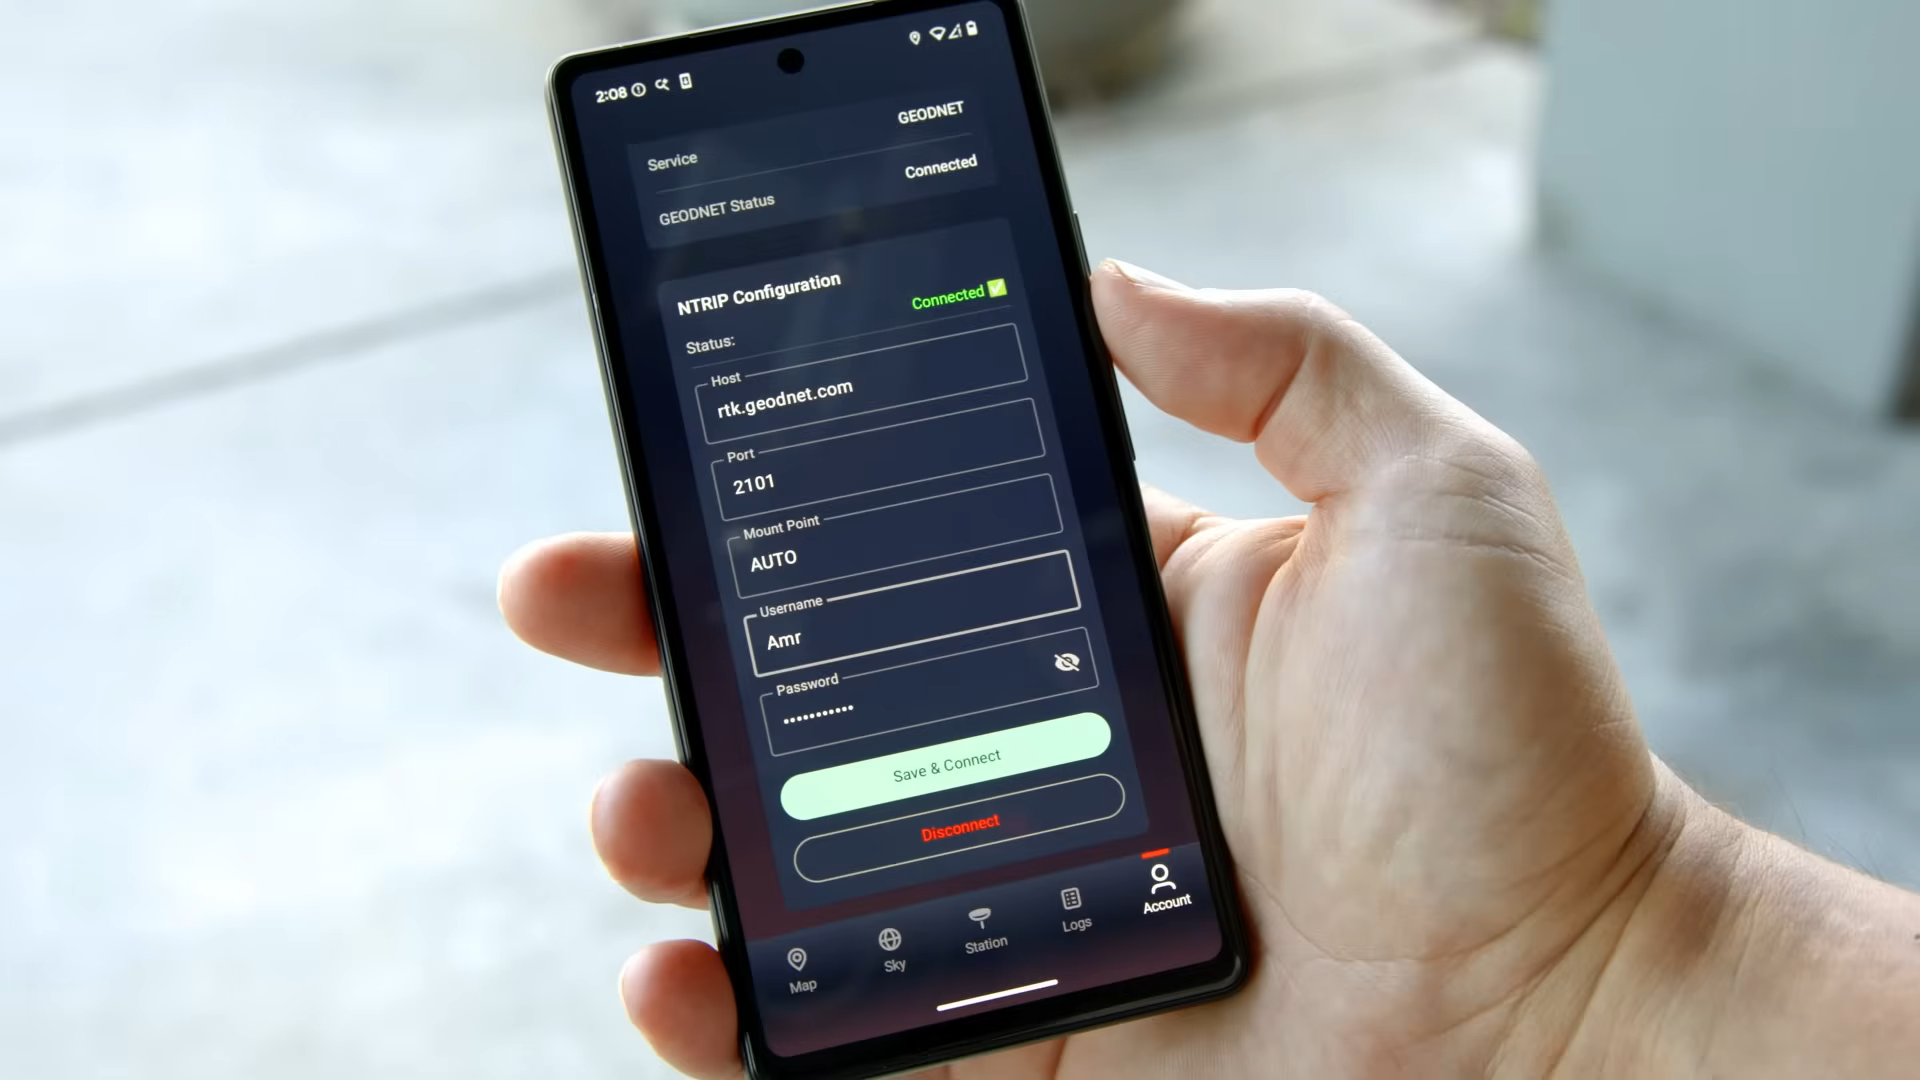 2:08
Service GEODNET
GEODNET Status Connected
NTRIP Configuration
Status: Connected ✅
Host
rtk.geodnet.com
Port
2101
Mount Point
AUTO
Username
Amr
Password
•••••••••••
Save & Connect
Disconnect
Map Sky Station Logs Account